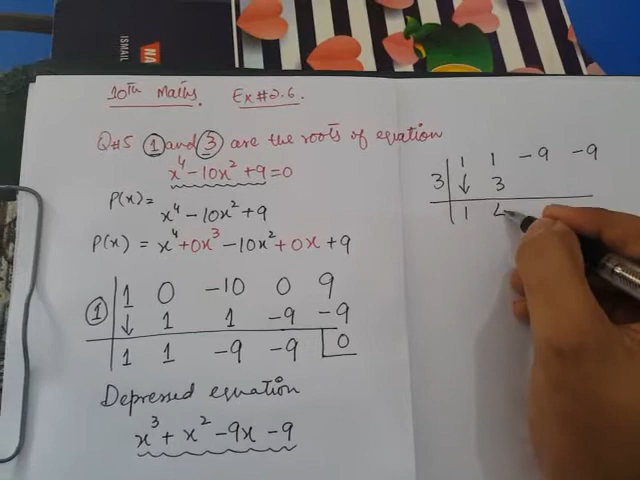 ISMAIL
NA
10th Maths. Ex#2.6.
Q#5 ① and ③ are the roots of equation
x⁴-10x²+9=0
P(x)=
x⁴-10x²+9
P(x) = x⁴+0x³-10x²+0x+9
① 1 0 -10 0 9
↓ 1 1 -9 -9
1 1 -9 -9 0
Depressed equation
x³+x²-9x-9
3 1 1 -9 -9
↓ 3
1 4